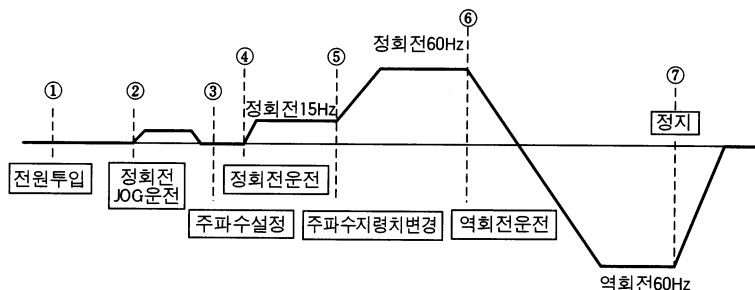 ⑥
④
⑤
정회전60Hz
⑦
①
②
③
정회전15Hz
정지
전원투입
정회전
JOG운전
정회전운전
주파수설정
주파수지령치변경
역회전운전
역회전60Hz